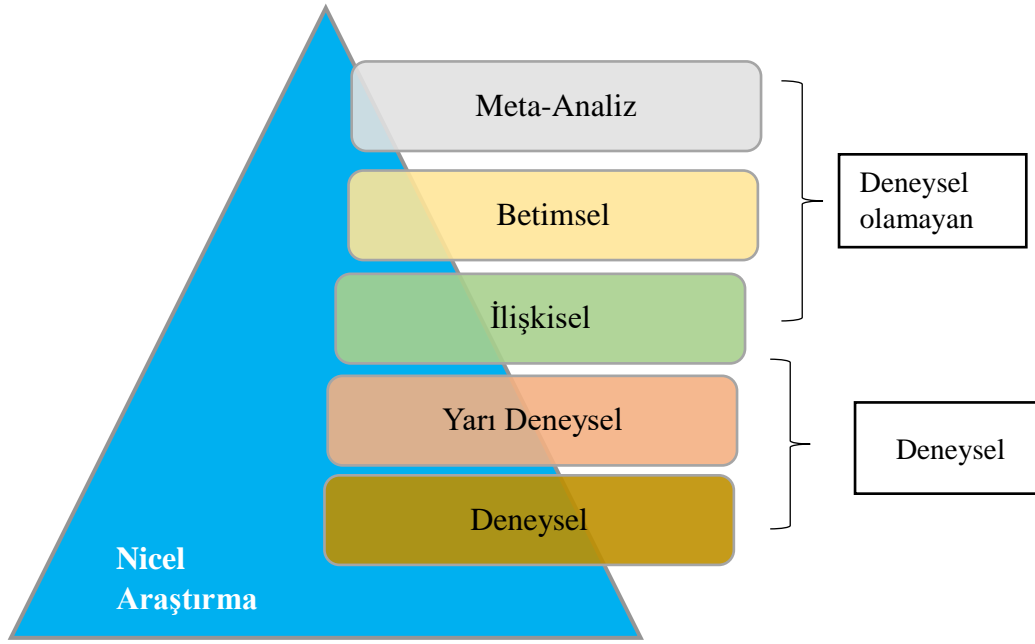 Meta-Analiz
Betimsel
İlişkisel
Yarı Deneysel
Deneysel
Deneysel
olamayan
Deneysel
Nicel
Araştırma